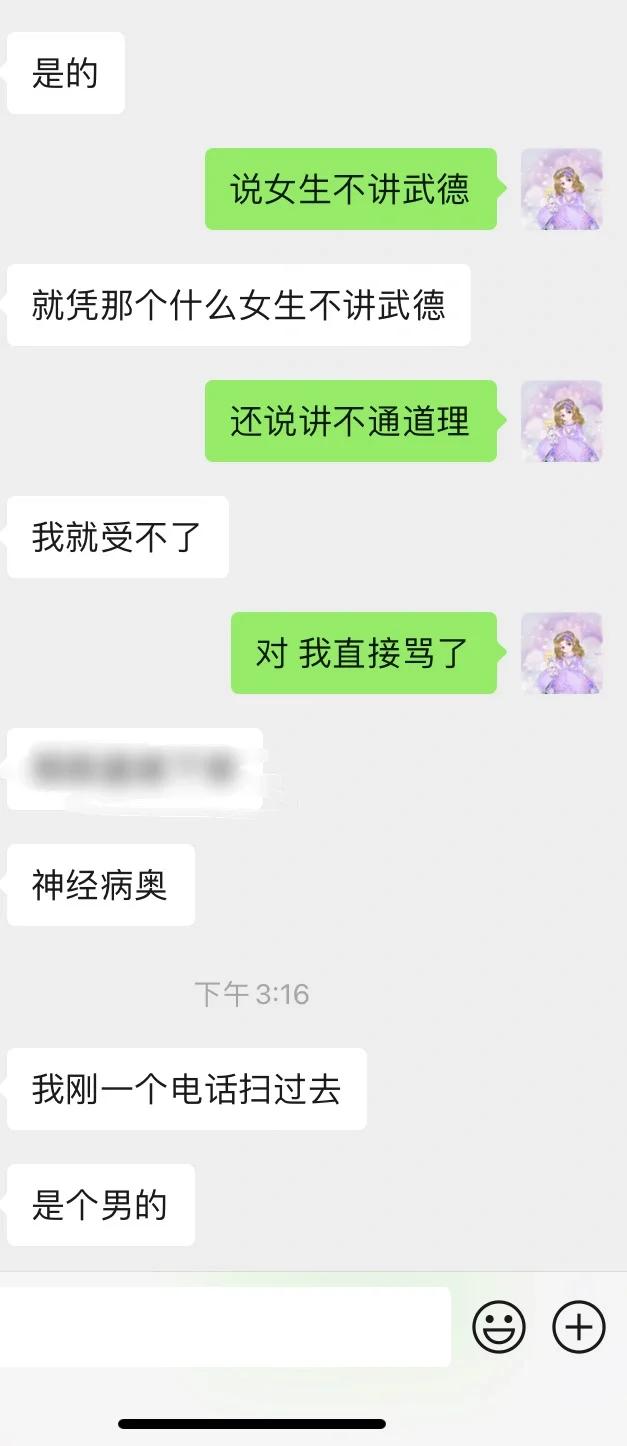 是的
说女生不讲武德
就凭那个什么女生不讲武德
还说讲不通道理
我就受不了
对 我直接骂了
神经病奥
下午 3:16
我刚一个电话扫过去
是个男的